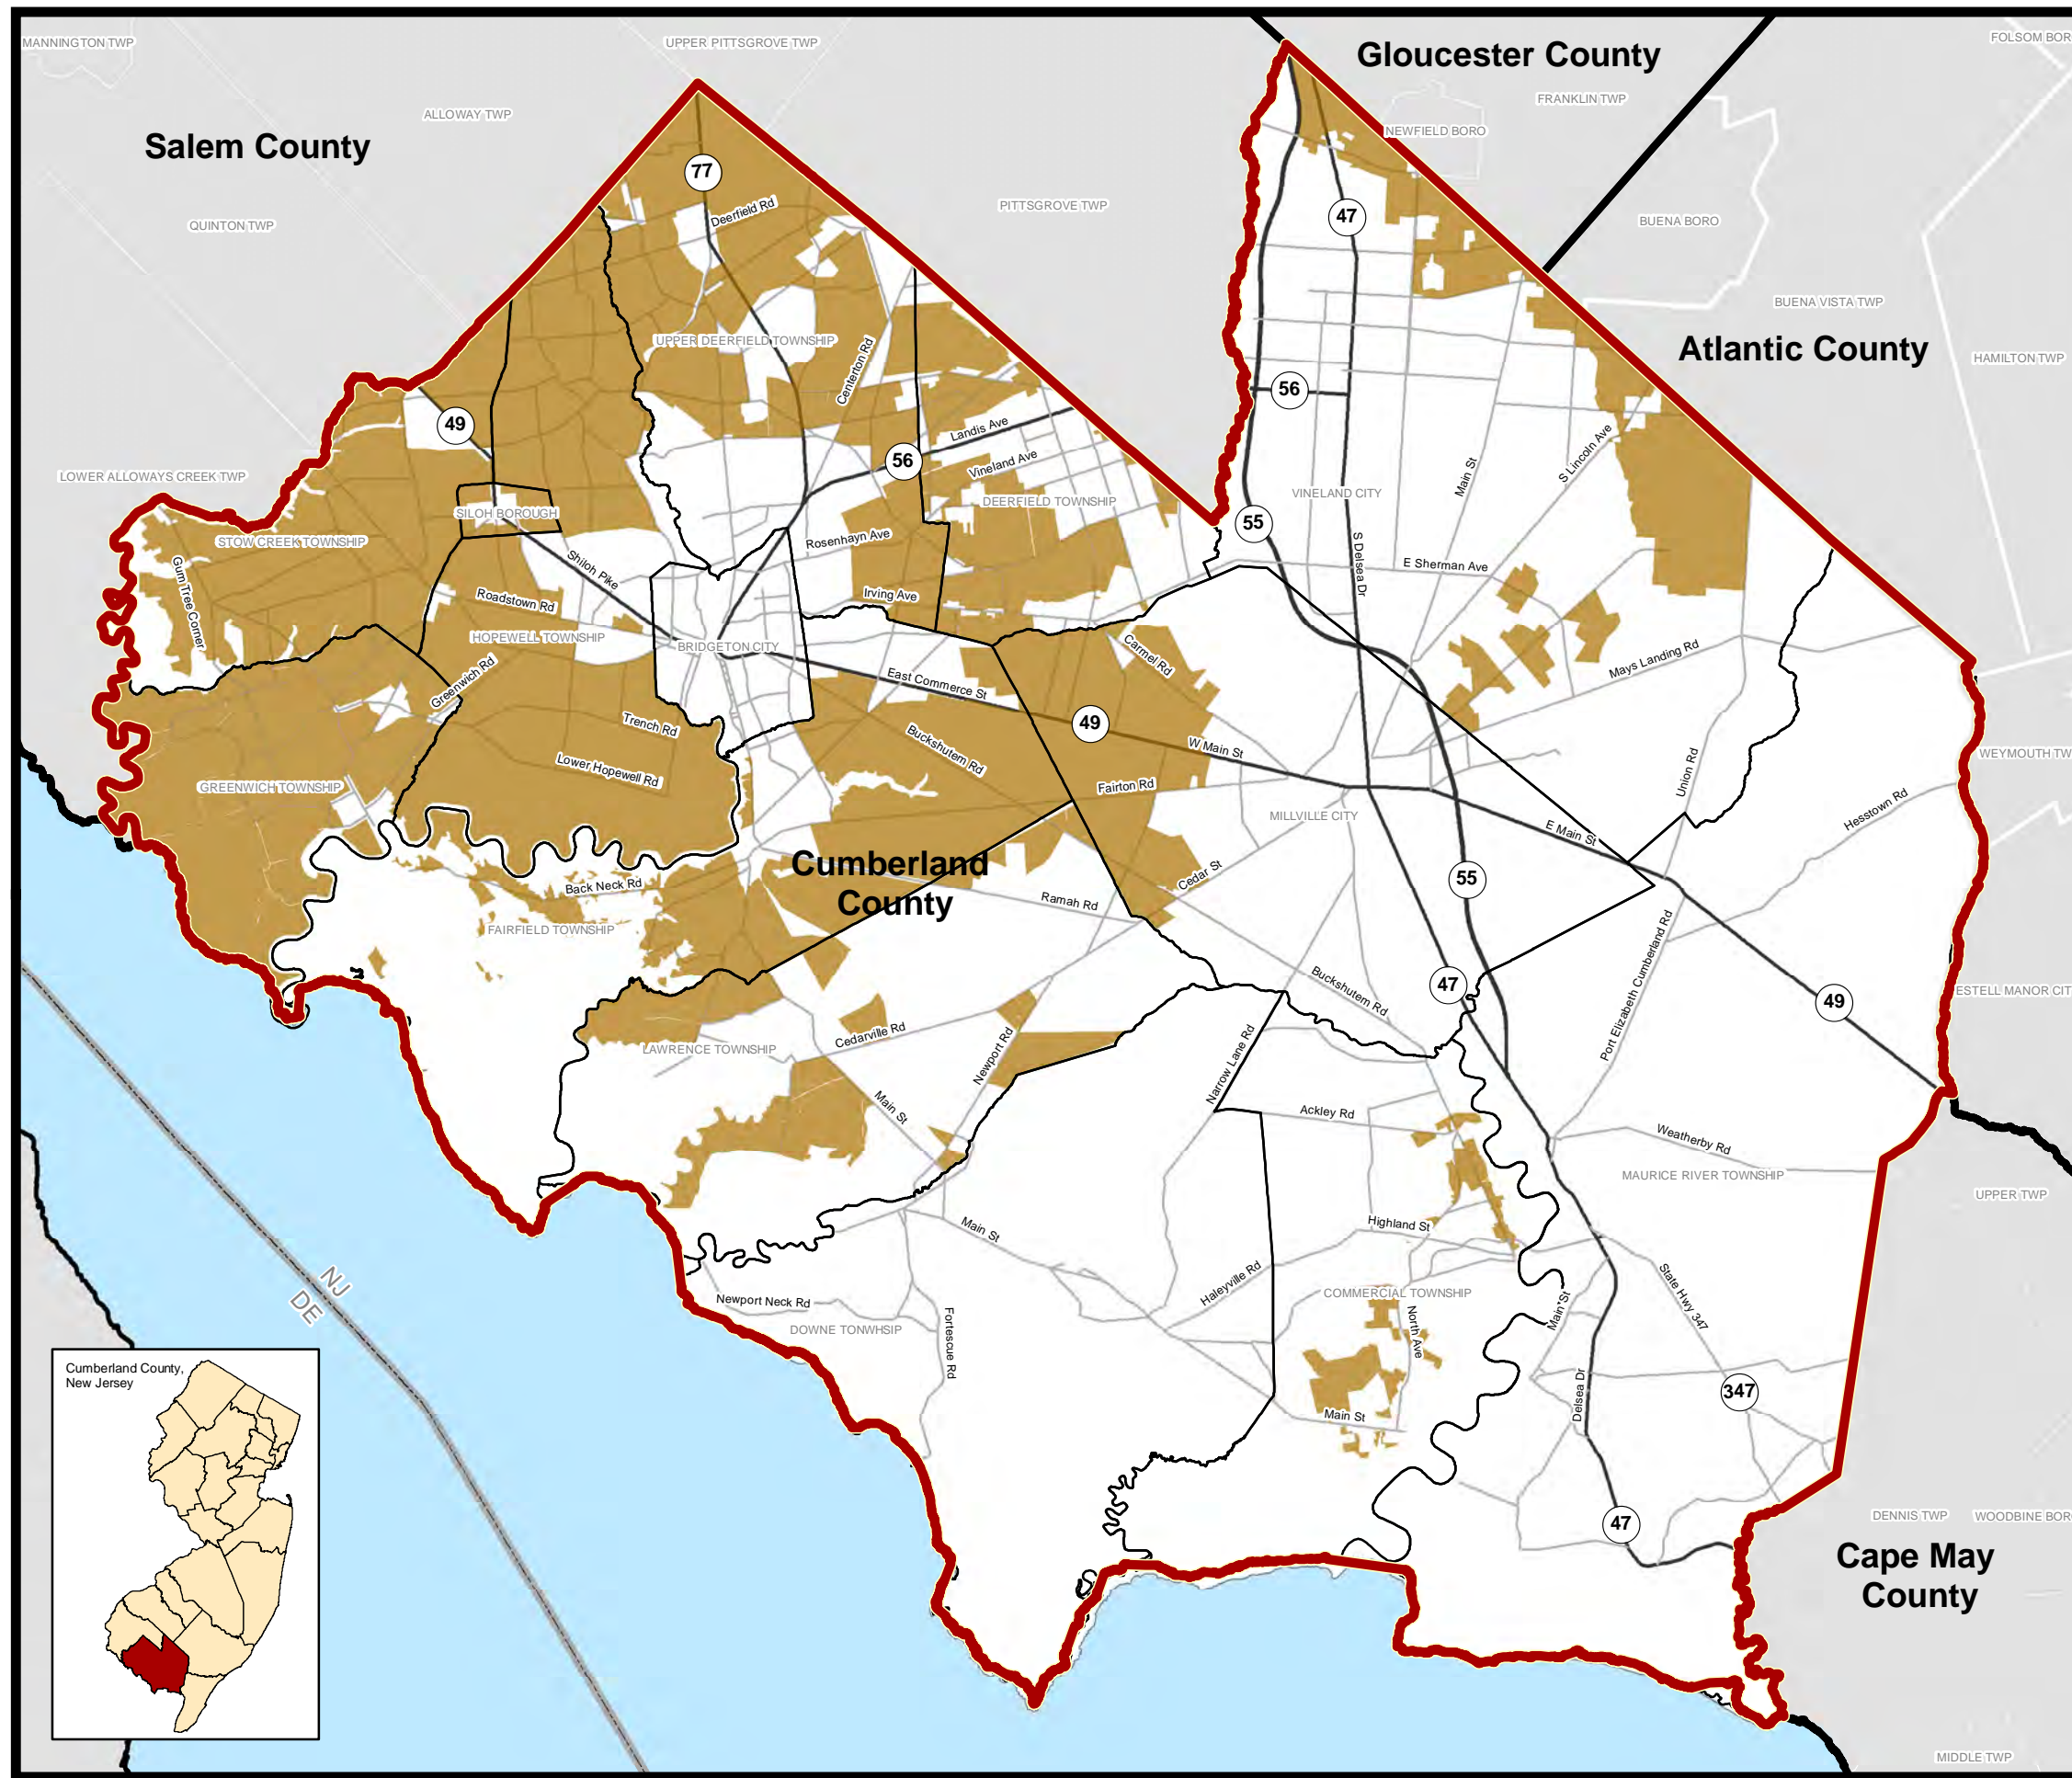 MANNINGTON TWP
UPPER PITTSGROVE TWP
Gloucester County
FOLSOM BOR
FRANKLIN TWP
ALLOWAY TWP
NEWFIELD BORO
Salem County
77
PITTSGROVE TWP
Deerfield Rd
47
BUENA BORO
QUINTON TWP
BUENA VISTA TWP
UPPER DEERFIELD TOWNSHIP
Atlantic County
HAMILTON TWP
Centerton Rd
56
49
Landis Ave
56
Vineland Ave
S Lincoln Ave
Main St
LOWER ALLOWAYS CREEK TWP
DEERFIELD TOWNSHIP
VINELAND CITY
SILOH BOROUGH
55
STOW CREEK TOWNSHIP
Rosenhayn Ave
S Delsea Dr
E Sherman Ave
Shiloh Pike
Gum Tree Corner
Roadstown Rd
Irving Ave
HOPEWELL TOWNSHIP
BRIDGETON CITY
Carmel Rd
Mays Landing Rd
Greenwich Rd
East Commerce St
49
Trench Rd
Buckshutem Rd
W Main St
WEYMOUTH TW
Lower Hopewell Rd
GREENWICH TOWNSHIP
Fairton Rd
Union Rd
Hesstown Rd
MILLVILLE CITY
E Main St
Cumberland
County
Back Neck Rd
Cedar St
55
Ramah Rd
FAIRFIELD TOWNSHIP
Port Elizabeth Cumberland Rd
Buckshutem Rd
47
ESTELL MANOR CIT
49
Cedarville Rd
LAWRENCE TOWNSHIP
Newport Rd
Narrow Lane Rd
Main St
Ackley Rd
Weatherby Rd
MAURICE RIVER TOWNSHIP
UPPER TWP
Main St
Highland St
NJ
DE
Haleyville Rd
State Hwy 347
COMMERCIAL TOWNSHIP
Newport Neck Rd
Main St
DOWNE TONWHSIP
Fortescue Rd
North Ave
Cumberland County,
New Jersey
347
Delsea Dr
Main St
DENNIS TWP
WOODBINE BOR
47
Cape May
County
MIDDLE TWP